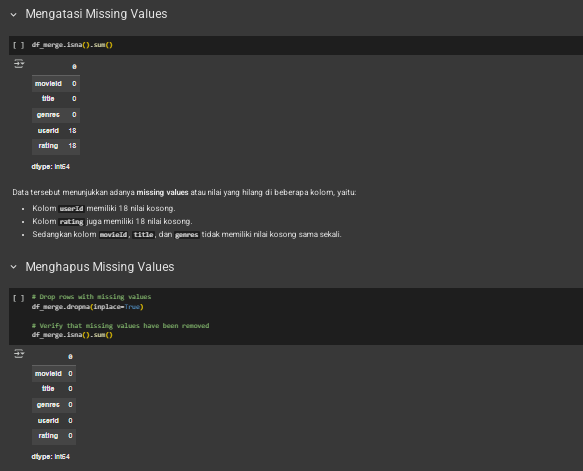 Mengatasi Missing Values
[ ] df_merge.isna().sum()
0
movieId 0
title 0
genres 0
userId 18
rating 18
dtype: int64
Data tersebut menunjukkan adanya missing values atau nilai yang hilang di beberapa kolom, yaitu:
• Kolom userId memiliki 18 nilai kosong.
• Kolom rating juga memiliki 18 nilai kosong.
• Sedangkan kolom movieId, title, dan genres tidak memiliki nilai kosong sama sekali.
Menghapus Missing Values
[ ] # Drop rows with missing values
df_merge.dropna(inplace=True)
# Verify that missing values have been removed
df_merge.isna().sum()
0
movieId 0
title 0
genres 0
userId 0
rating 0
dtype: int64